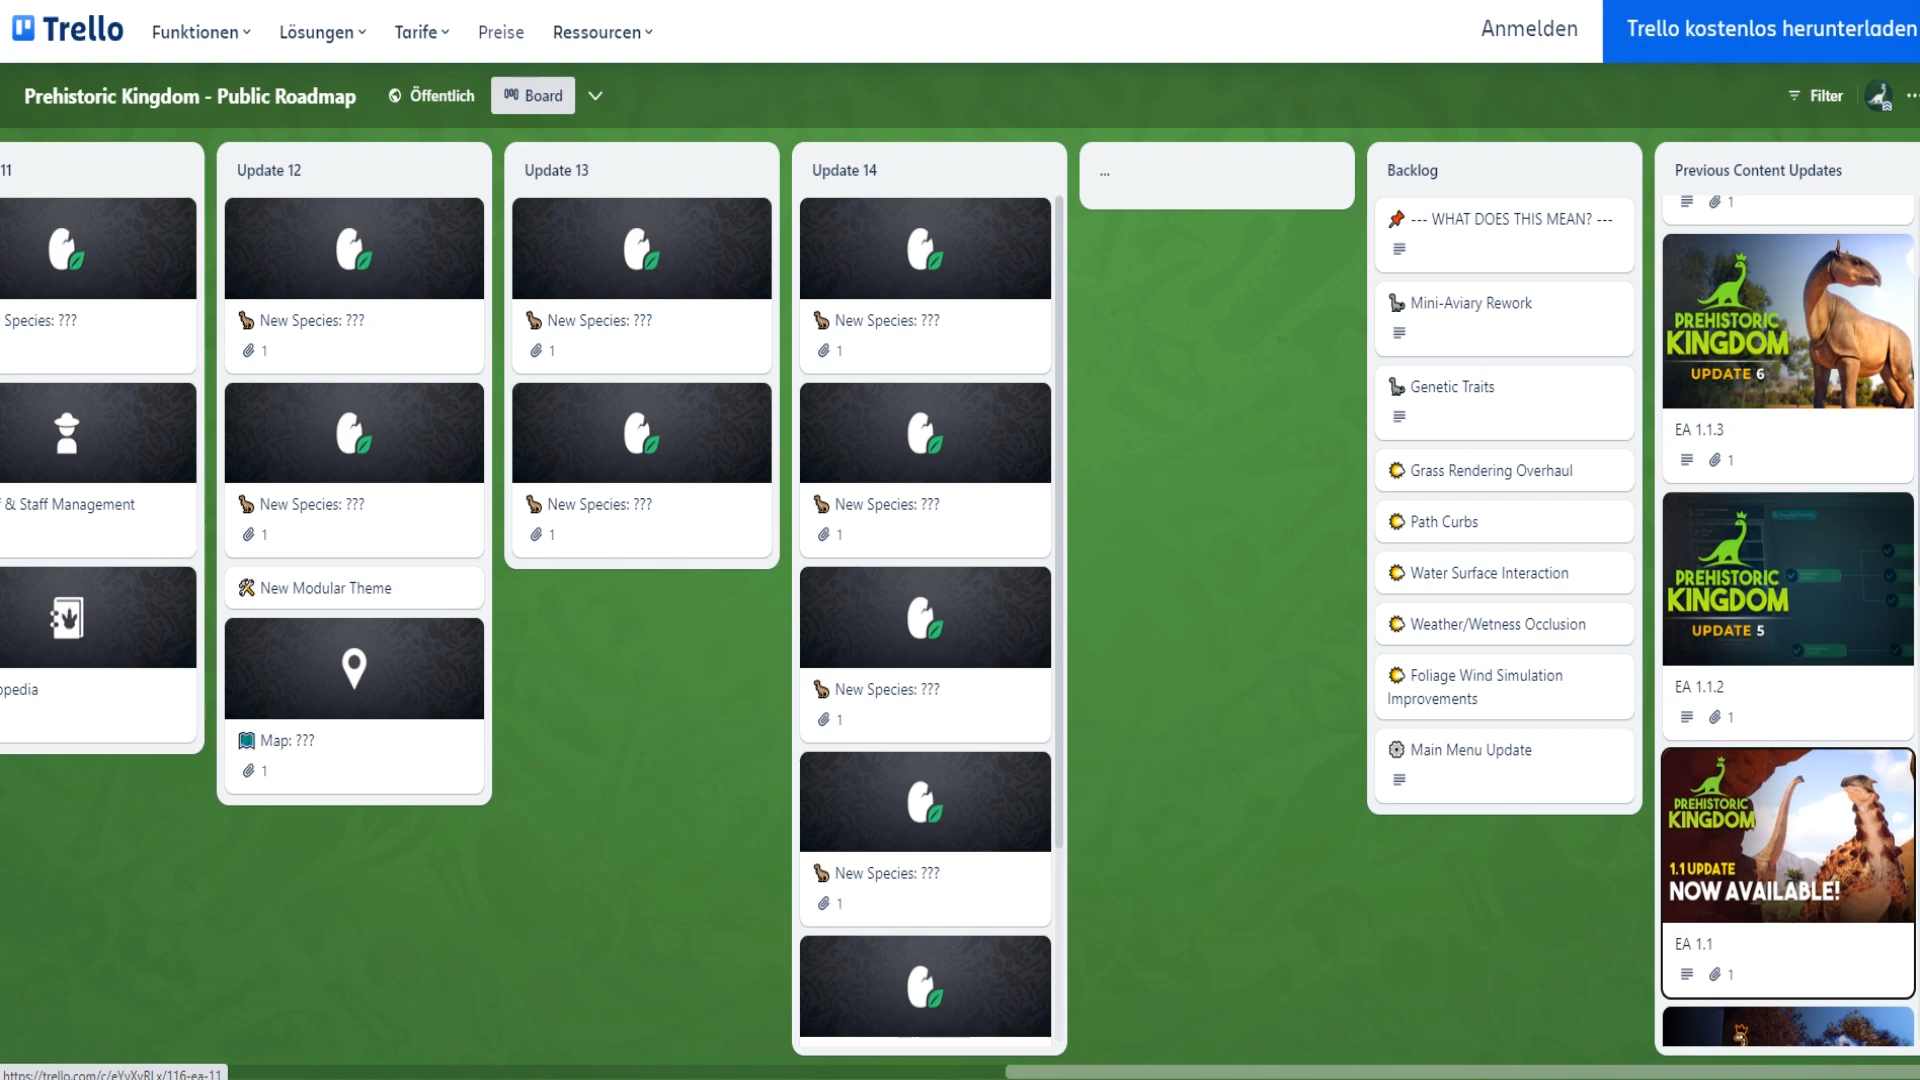 Trello
Funktionen
Lösungen
Tarife
Preise
Ressourcen
Anmelden
Trello kostenlos herunterladen
Prehistoric Kingdom - Public Roadmap
Öffentlich
Board
Filter
11
Species: ???
& Staff Management
opedia
Update 12
New Species: ???
1
New Species: ???
1
New Modular Theme
Map: ???
1
Update 13
New Species: ???
1
New Species: ???
1
Update 14
New Species: ???
1
New Species: ???
1
New Species: ???
1
New Species: ???
1
...
Backlog
--- WHAT DOES THIS MEAN? ---
Mini-Aviary Rework
Genetic Traits
Grass Rendering Overhaul
Path Curbs
Water Surface Interaction
Weather/Wetness Occlusion
Foliage Wind Simulation
Improvements
Main Menu Update
Previous Content Updates
1
PREHISTORIC
KINGDOM
UPDATE 6
EA 1.1.3
1
PREHISTORIC
KINGDOM
UPDATE 5
EA 1.1.2
1
PREHISTORIC
KINGDOM
1.1 UPDATE
NOW AVAILABLE!
EA 1.1
1